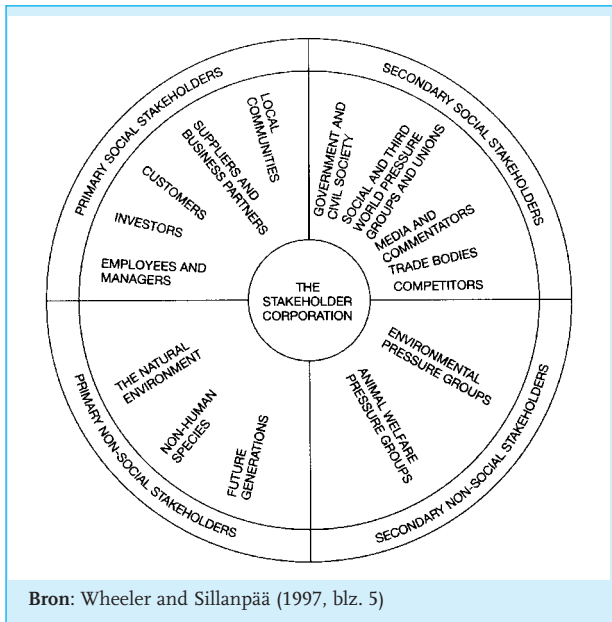 PRIMARY SOCIAL STAKEHOLDERS
LOCAL
COMMUNITIES
SUPPLIERS AND
BUSINESS PARTNERS
CUSTOMERS
INVESTORS
EMPLOYEES AND
MANAGERS
SECONDARY SOCIAL STAKEHOLDERS
GOVERNMENT AND
CIVIL SOCIETY
SOCIAL AND THIRD
WORLD PRESSURE
GROUPS AND UNIONS
MEDIA AND
COMMENTATORS
TRADE BODIES
COMPETITORS
THE
STAKEHOLDER
CORPORATION
PRIMARY NON-SOCIAL STAKEHOLDERS
THE NATURAL
ENVIRONMENT
NON-HUMAN
SPECIES
FUTURE
GENERATIONS
SECONDARY NON-SOCIAL STAKEHOLDERS
ENVIRONMENTAL
PRESSURE GROUPS
ANIMAL WELFARE
PRESSURE GROUPS
Bron: Wheeler and Sillanpää (1997, blz. 5)